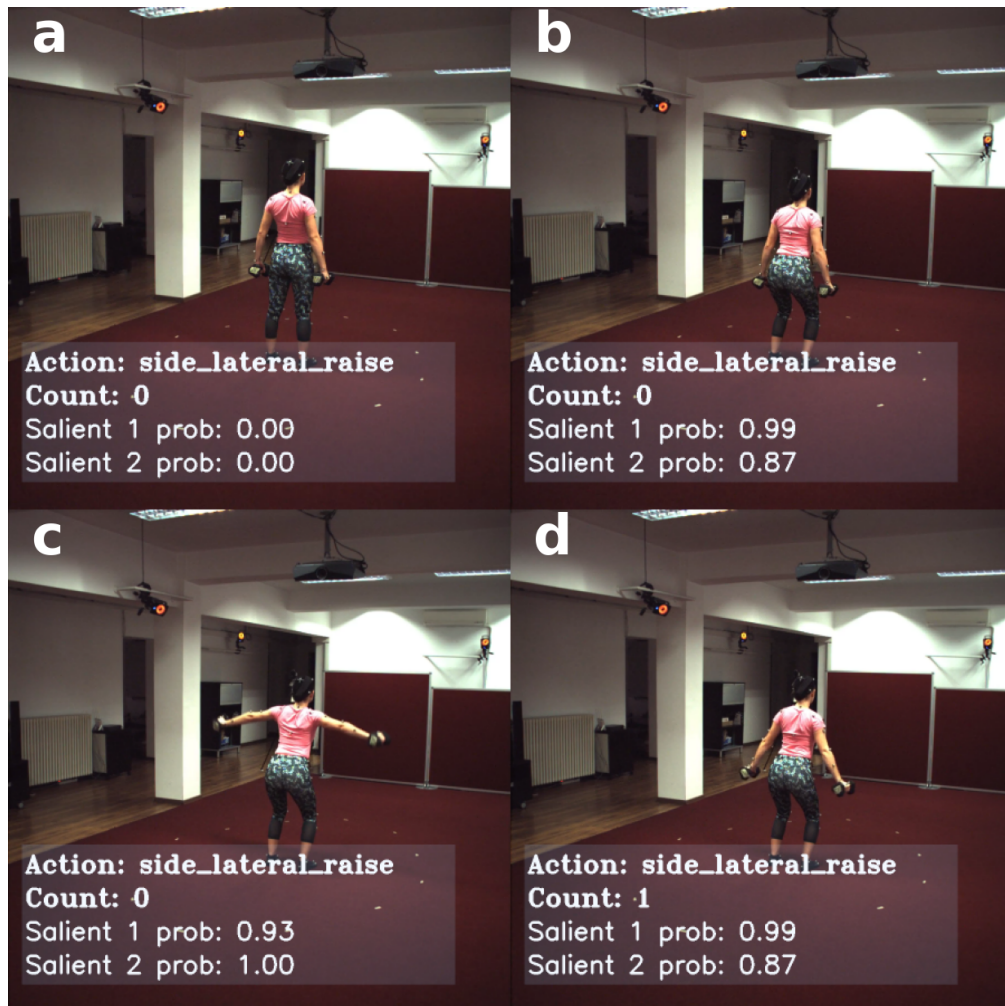 a
b
Action: side_lateral_raise
Count: 0
Salient 1 prob: 0.00
Salient 2 prob: 0.00
Action: side_lateral_raise
Count: 0
Salient 1 prob: 0.99
Salient 2 prob: 0.87
c
d
Action: side_lateral_raise
Count: 0
Salient 1 prob: 0.93
Salient 2 prob: 1.00
Action: side_lateral_raise
Count: 1
Salient 1 prob: 0.99
Salient 2 prob: 0.87